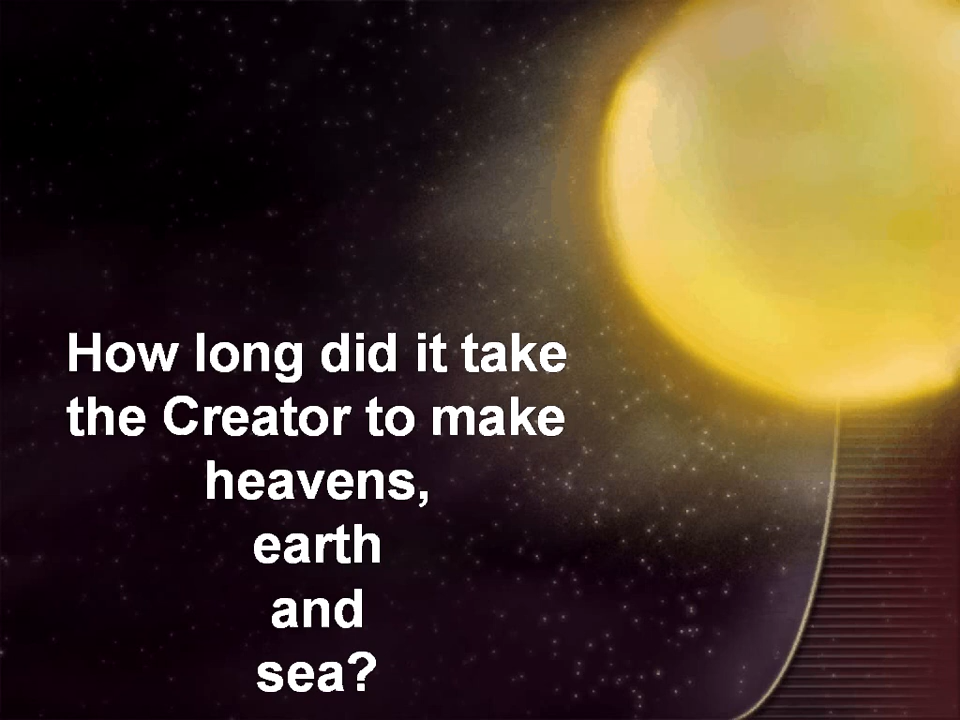 How long did it take
the Creator to make
heavens,
earth
and
sea?